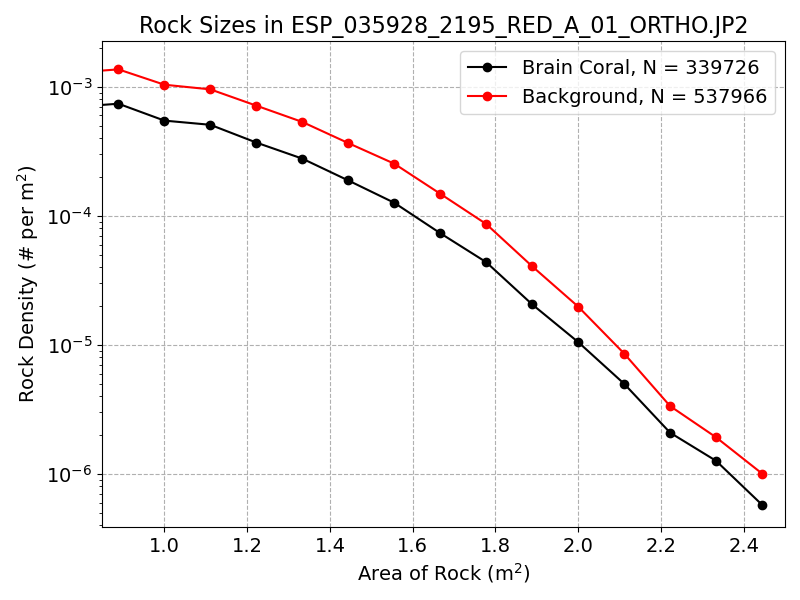 Rock Sizes in ESP_035928_2195_RED_A_01_ORTHO.JP2
Brain Coral, N = 339726
Background, N = 537966
Rock Density (# per m²)
10⁻³
10⁻⁴
10⁻⁵
10⁻⁶
1.0 1.2 1.4 1.6 1.8 2.0 2.2 2.4
Area of Rock (m²)